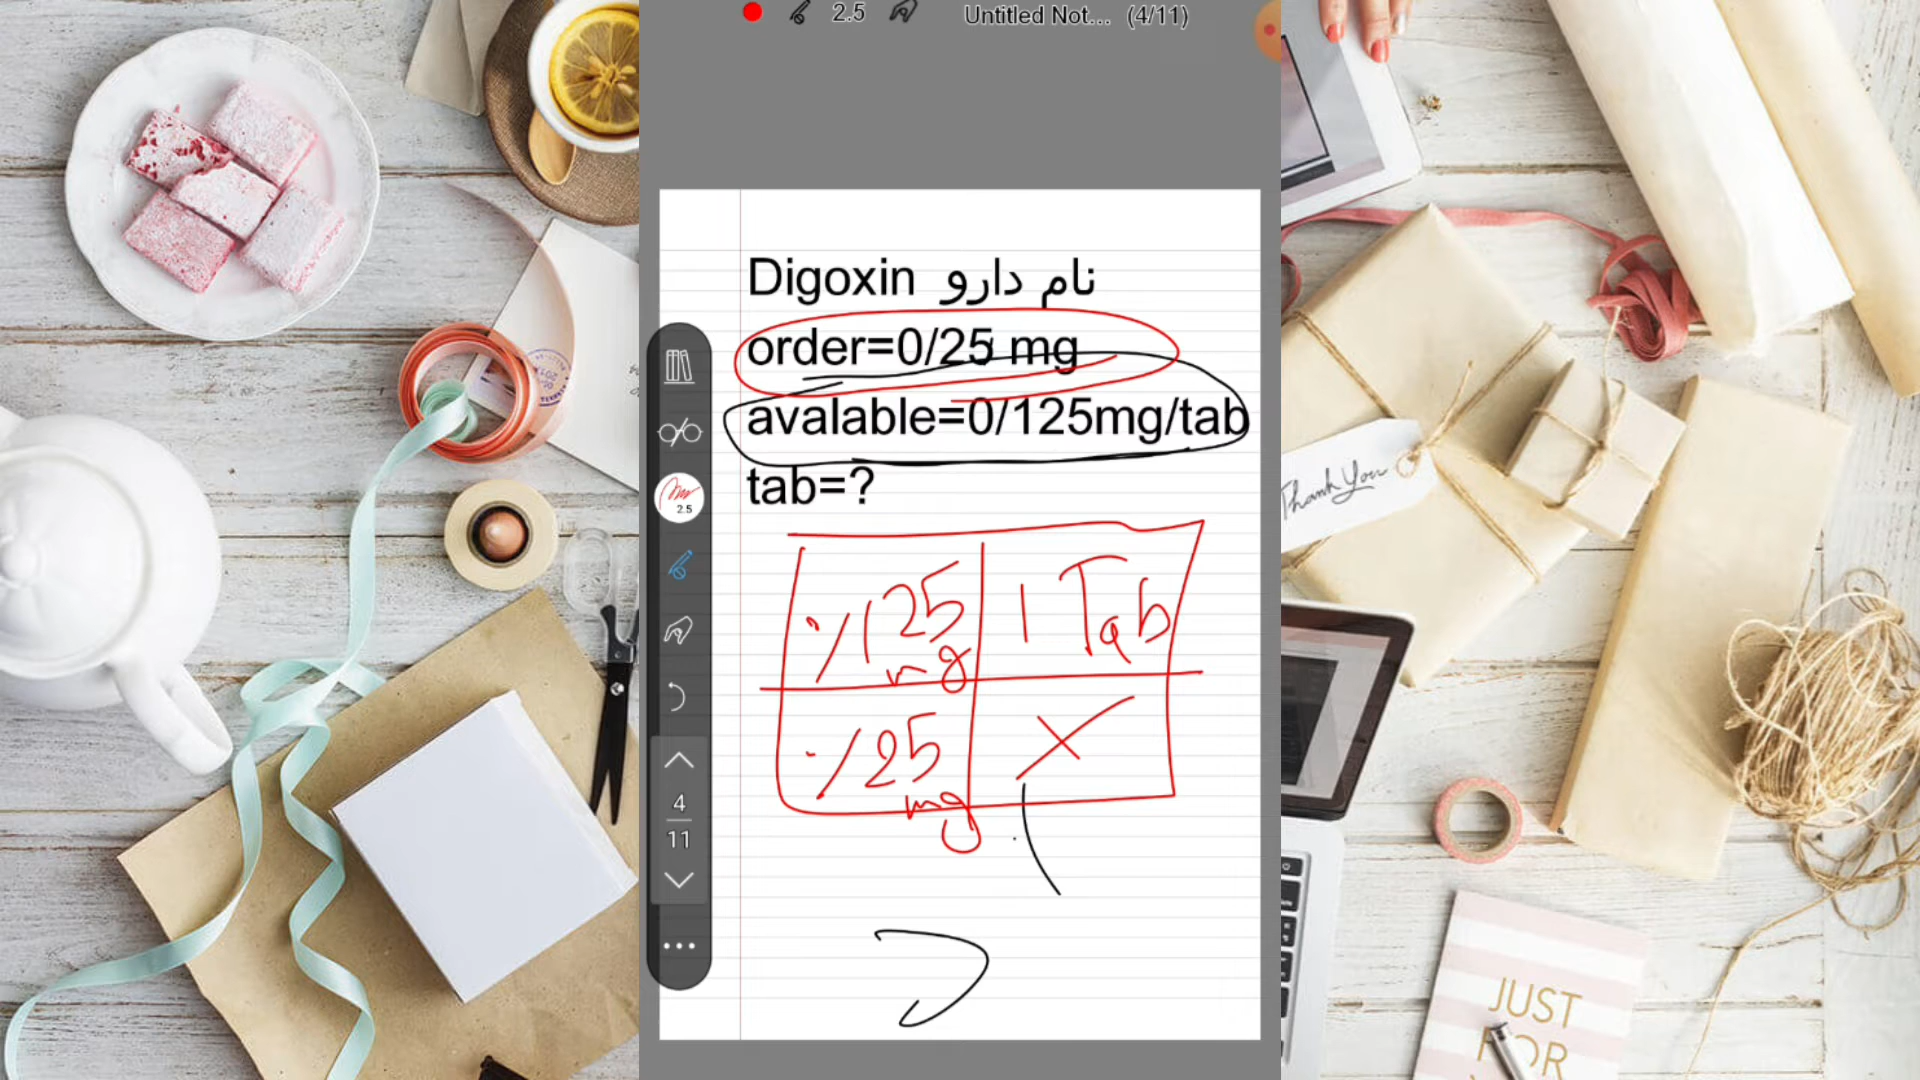 2.5 Untitled Not... (4/11)
Digoxin نام دارو
order=0/25 mg
avalable=0/125mg/tab
tab=?
2.5
٠/125 mg 1 Tab
٠/25 mg X
4
11
Thank You
JUST
FOR